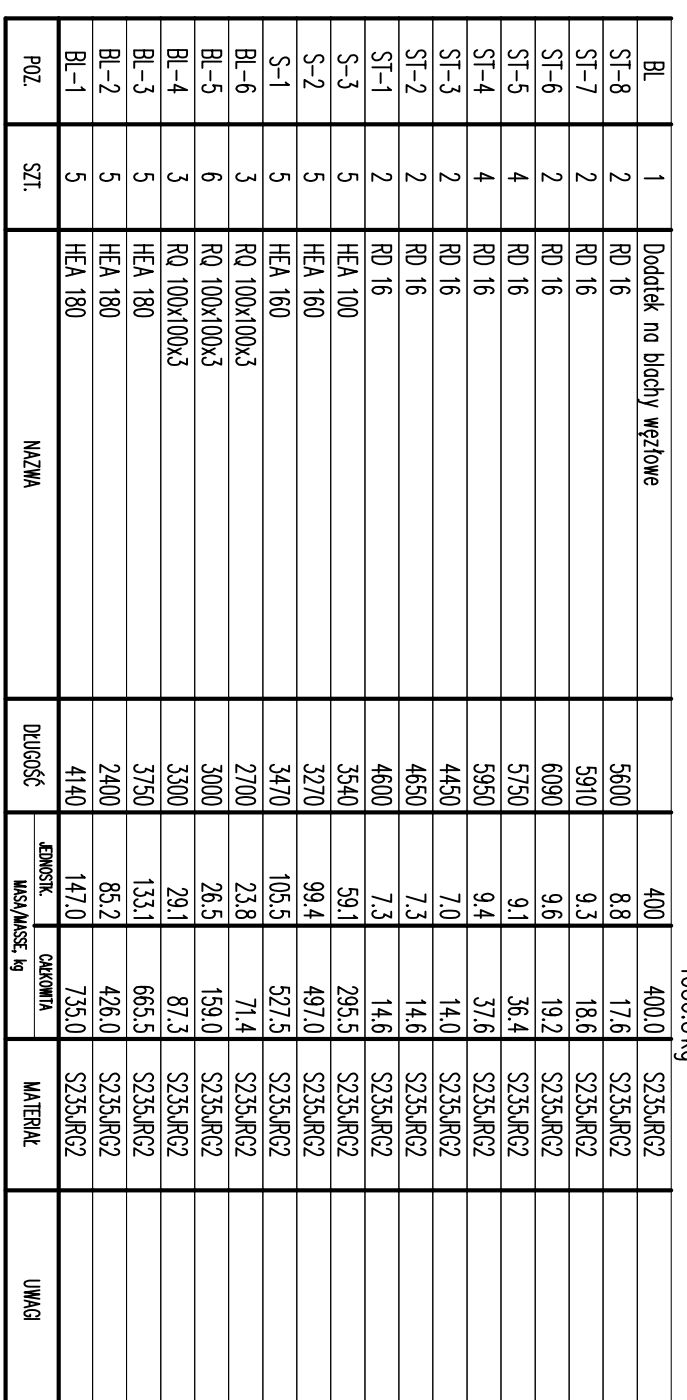 BL 1 Dodatek na blachy węzłowe 400 400.0 S235JRG2
ST-8 2 RD 16 5600 8.8 17.6 S235JRG2
ST-7 2 RD 16 5910 9.3 18.6 S235JRG2
ST-6 2 RD 16 6090 9.6 19.2 S235JRG2
ST-5 4 RD 16 5750 9.1 36.4 S235JRG2
ST-4 4 RD 16 5950 9.4 37.6 S235JRG2
ST-3 2 RD 16 4450 7.0 14.0 S235JRG2
ST-2 2 RD 16 4650 7.3 14.6 S235JRG2
ST-1 2 RD 16 4600 7.3 14.6 S235JRG2
S-3 5 HEA 100 3540 59.1 295.5 S235JRG2
S-2 5 HEA 160 3270 99.4 497.0 S235JRG2
S-1 5 HEA 160 3470 105.5 527.5 S235JRG2
BL-6 3 RQ 100x100x3 2700 23.8 71.4 S235JRG2
BL-5 6 RQ 100x100x3 3000 26.5 159.0 S235JRG2
BL-4 3 RQ 100x100x3 3300 29.1 87.3 S235JRG2
BL-3 5 HEA 180 3750 133.1 665.5 S235JRG2
BL-2 5 HEA 180 2400 85.2 426.0 S235JRG2
BL-1 5 HEA 180 4140 147.0 735.0 S235JRG2
POZ. SZT. NAZWA DŁUGOŚĆ JEDNOSTK. CAŁKOWITA MATERIAŁ UWAGI
MASA/MASSE, kg